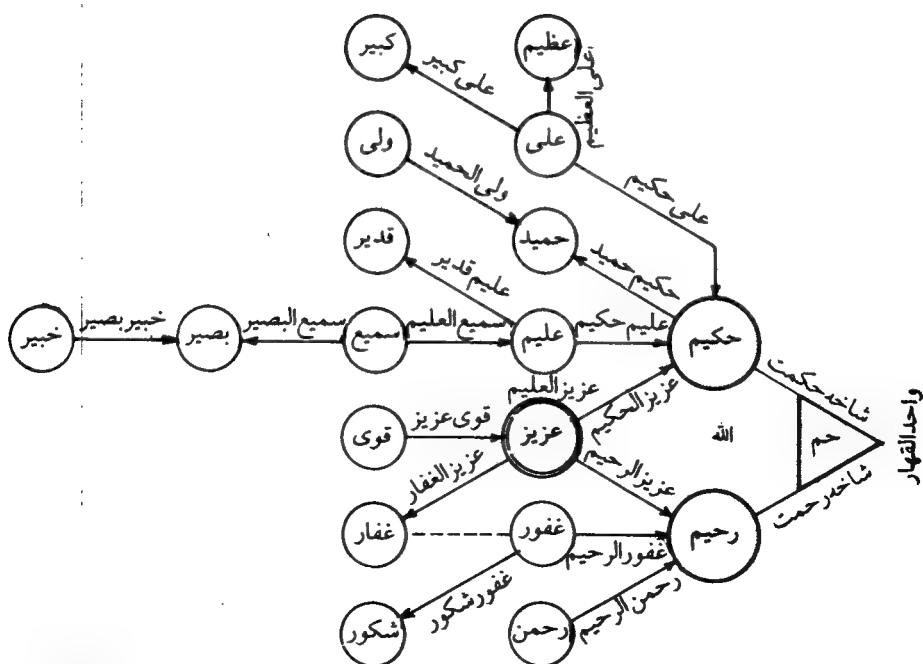 عظیم
کبیر
علی العظیم
علی کبیر
علی
ولی
علی حکیم
ولی الحمید
حمید
قدیر
حکیم حمید
علیم قدیر
علیم حکیم
سمیع العلیم
سمیع البصیر
خبیر بصیر
حکیم
علیم
سمیع
بصیر
خبیر
شاخه حکمت
عزیز العلیم
عزیز الحکیم
قوی عزیز
واحد القهار
حم
الله
عزیز
قوی
عزیز الرحیم
عزیز الغفار
شاخه رحمت
رحیم
غفور
غفار
غفور الرحیم
غفور شکور
رحمن الرحیم
رحمن
شکور